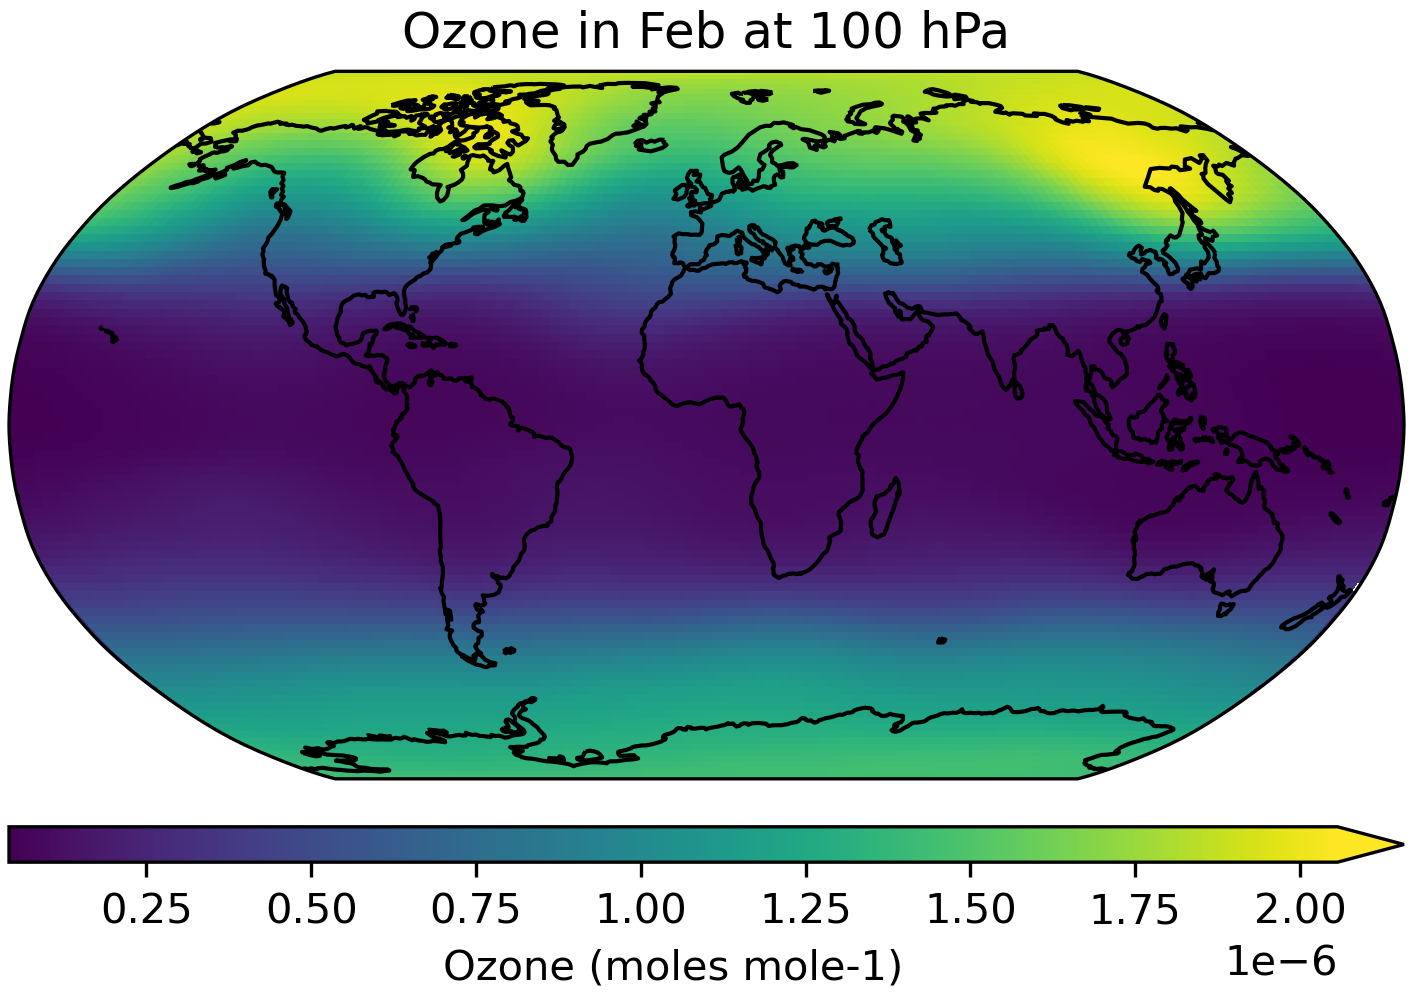 Ozone in Feb at 100 hPa
0.25 0.50 0.75 1.00 1.25 1.50 1.75 2.00
1e−6
Ozone (moles mole-1)